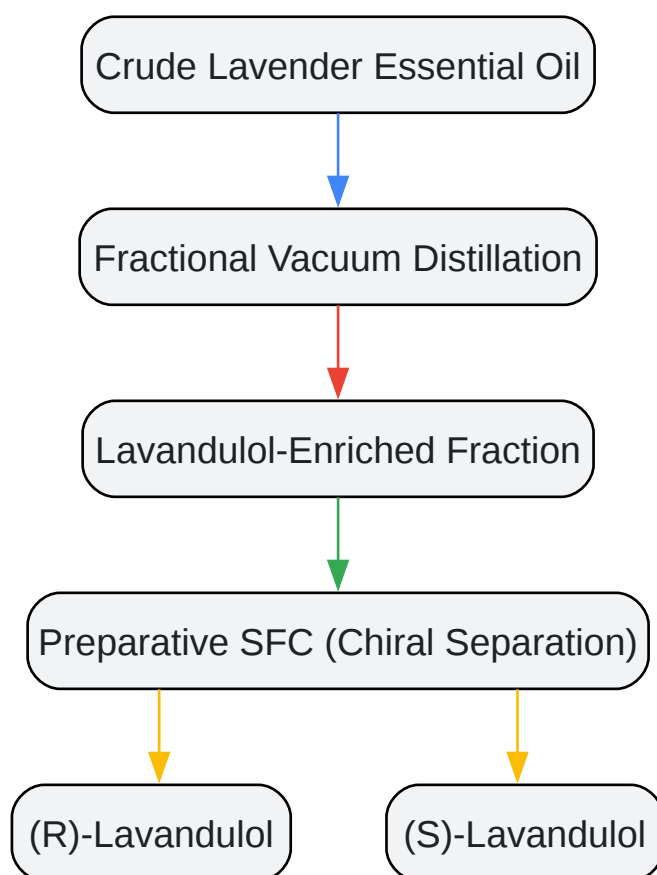 Crude Lavender Essential Oil
Fractional Vacuum Distillation
Lavandulol-Enriched Fraction
Preparative SFC (Chiral Separation)
(R)-Lavandulol
(S)-Lavandulol